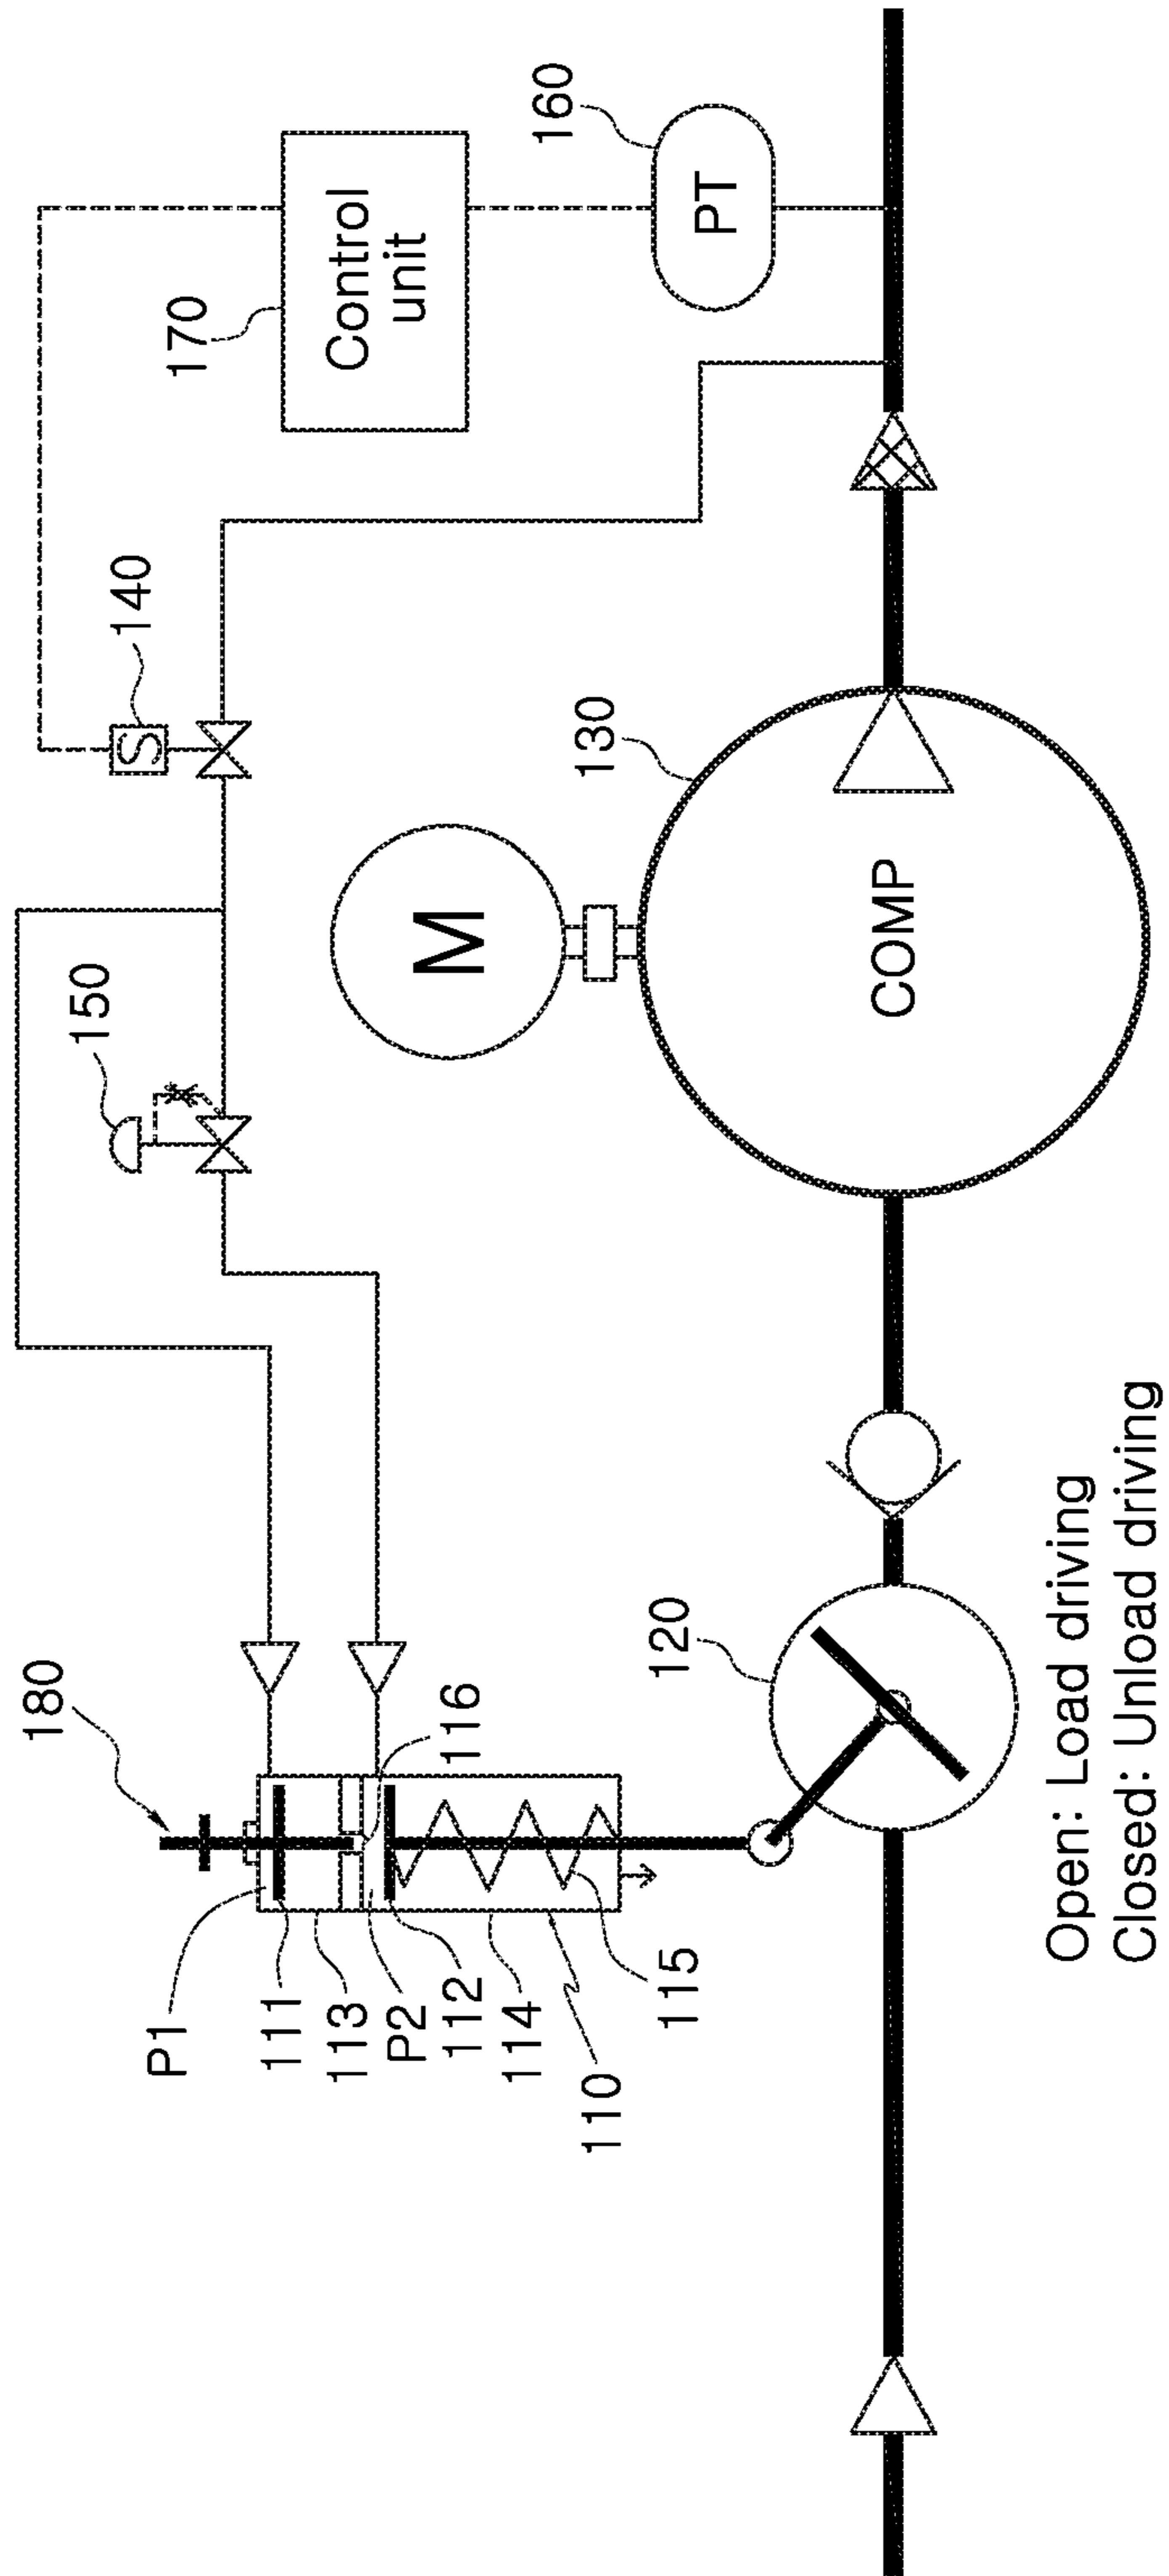 180
P1
111
113
P2
112
114
110
115
116
150
140
170
Control
unit
160
PT
M
130
COMP
120
S
Open: Load driving
Closed: Unload driving